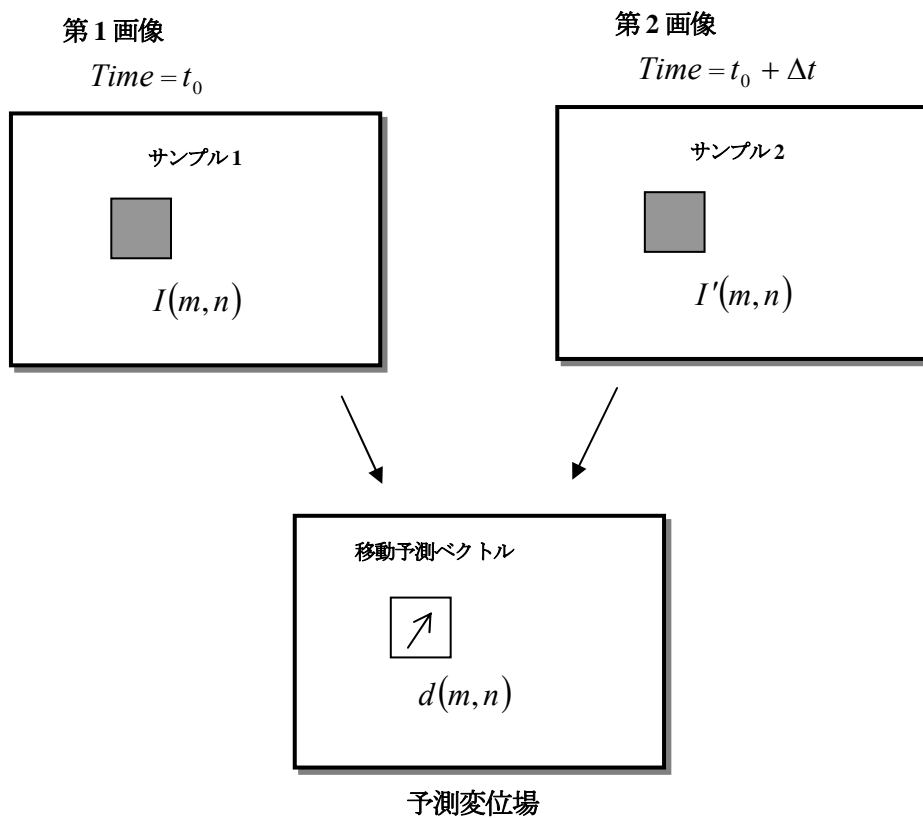 第1画像
Time = t₀
サンプル1
I(m,n)
第2画像
Time = t₀ + Δt
サンプル2
I'(m,n)
移動予測ベクトル
d(m,n)
予測変位場